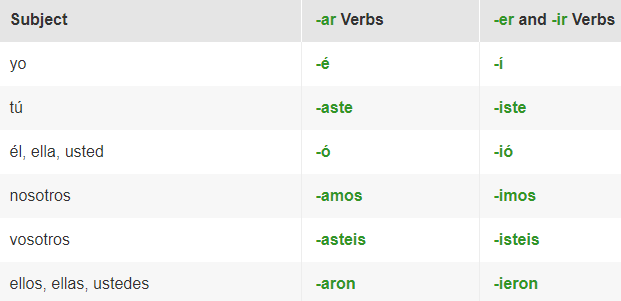 Subject -ar Verbs -er and -ir Verbs
yo -é -í
tú -aste -iste
él, ella, usted -ó -ió
nosotros -amos -imos
vosotros -asteis -isteis
ellos, ellas, ustedes -aron -ieron